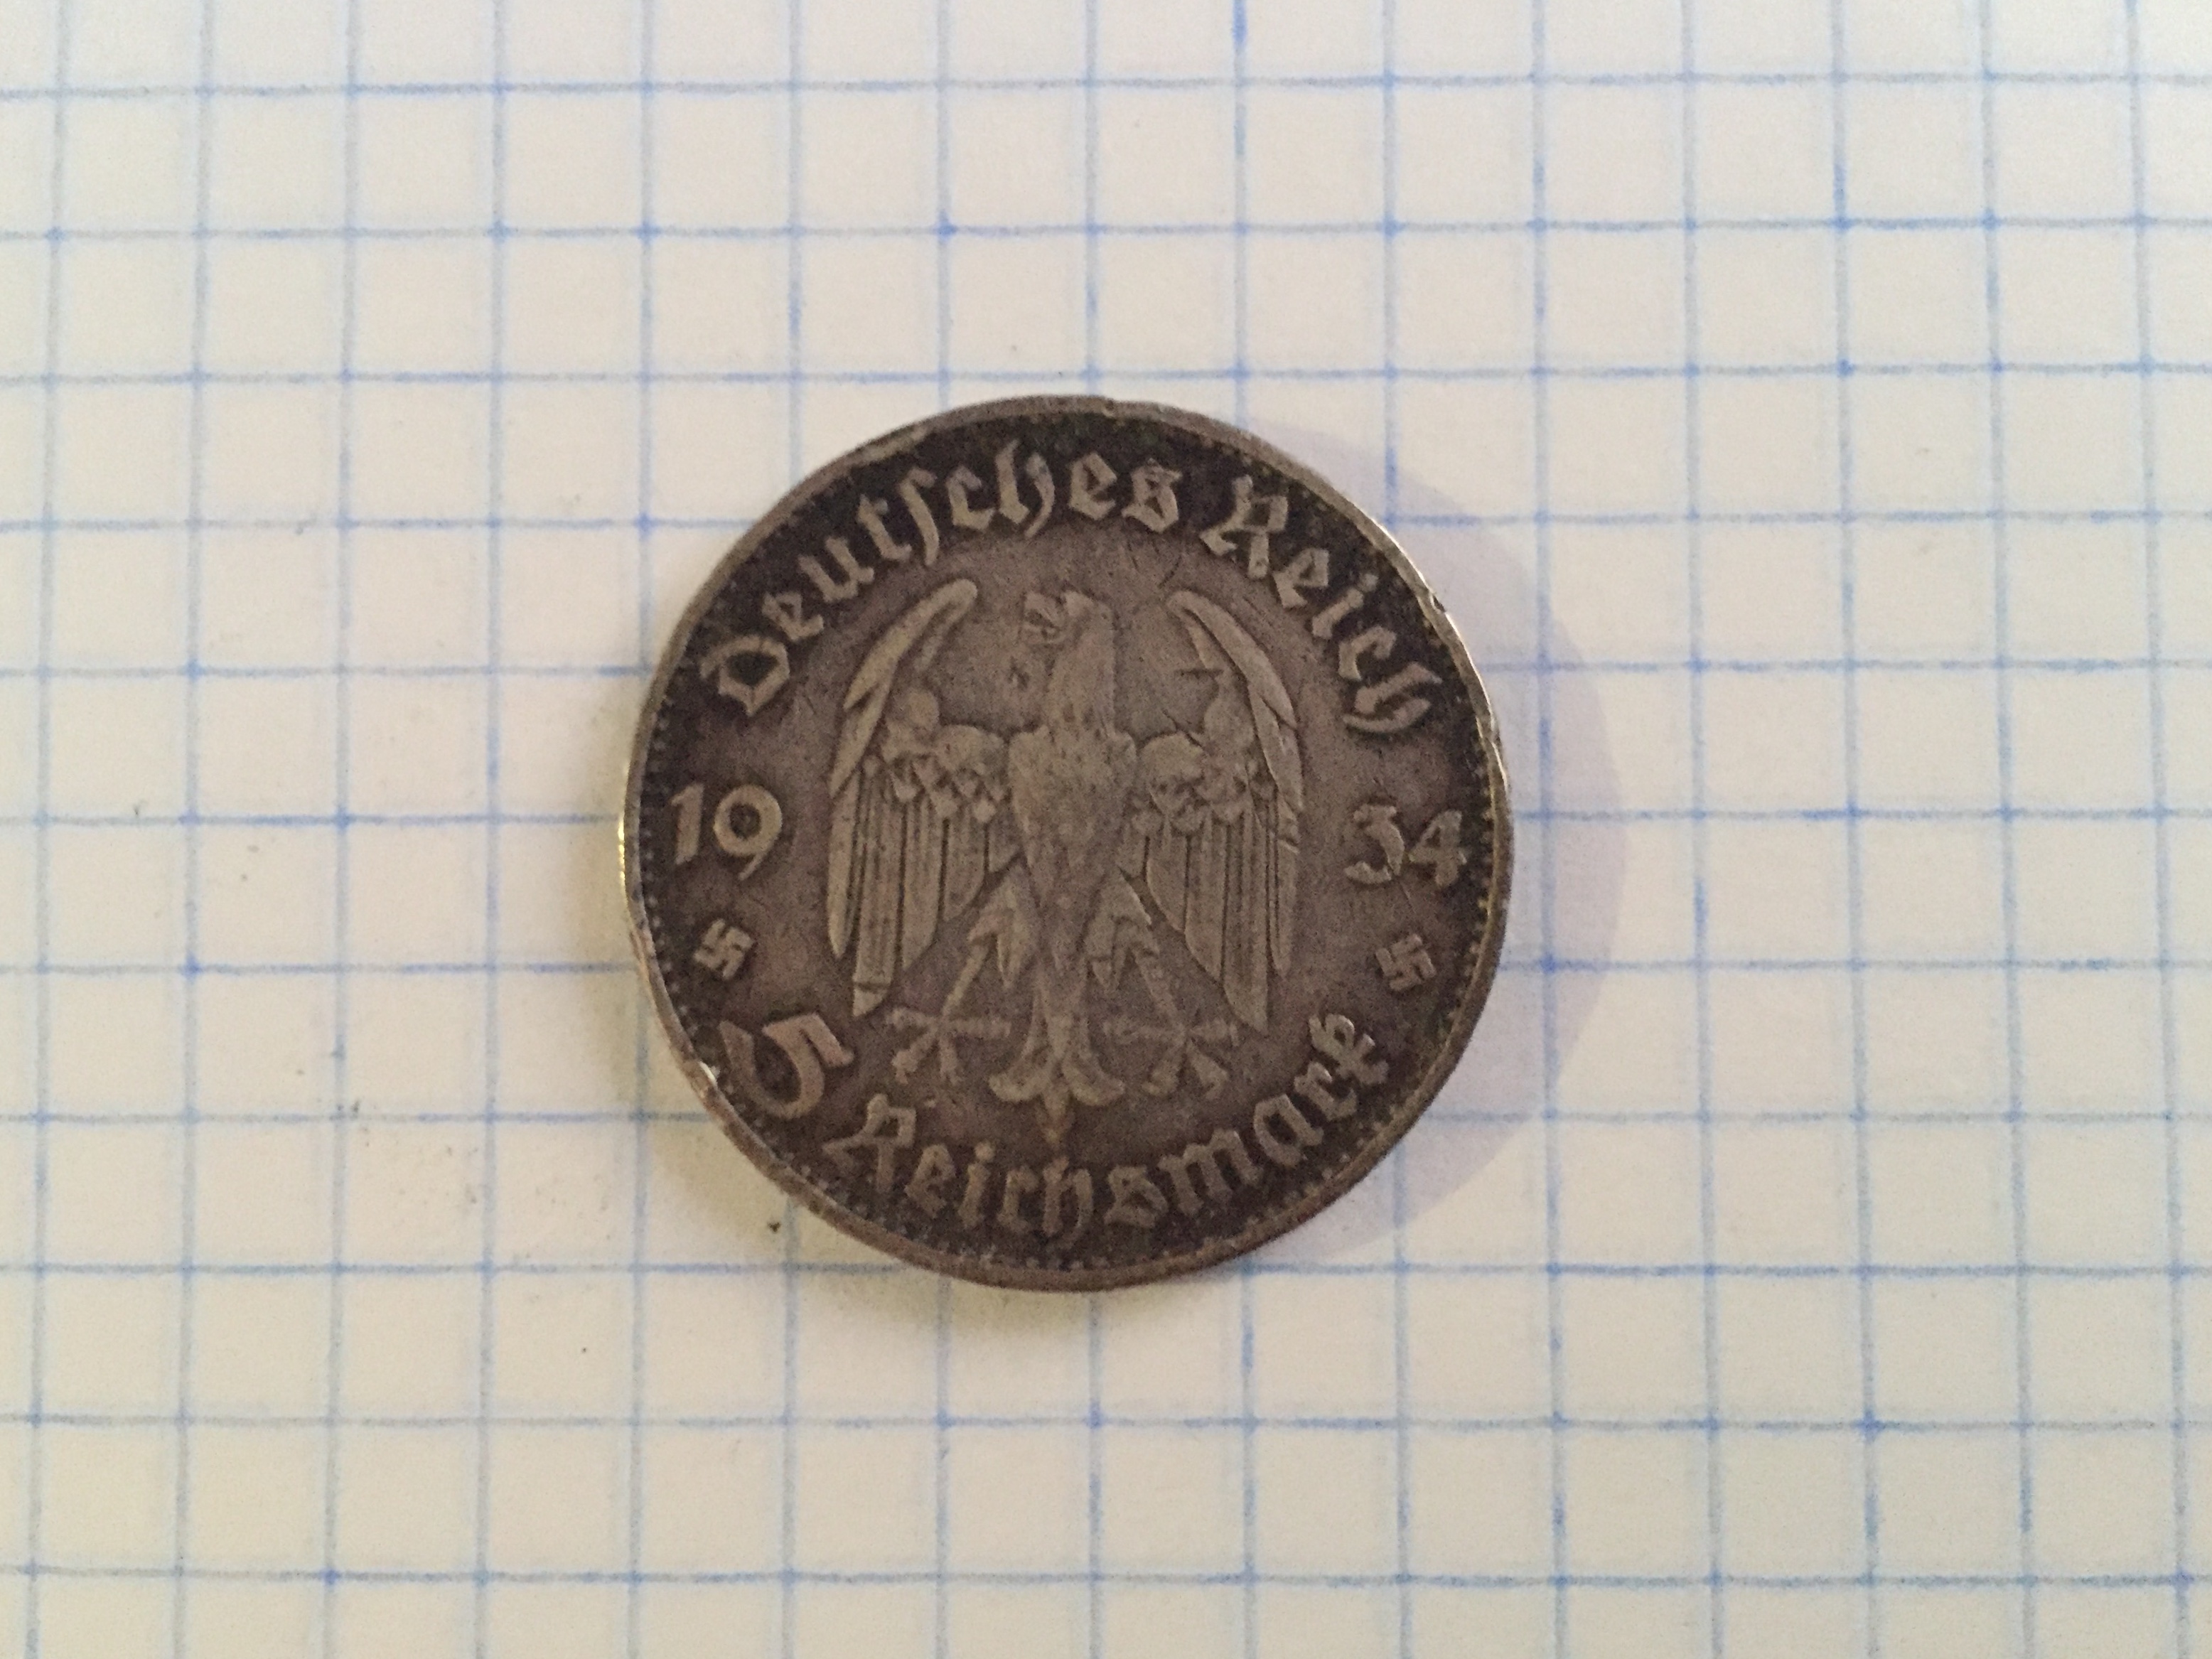 Deutſches Reich
19 34
5 Reichsmark